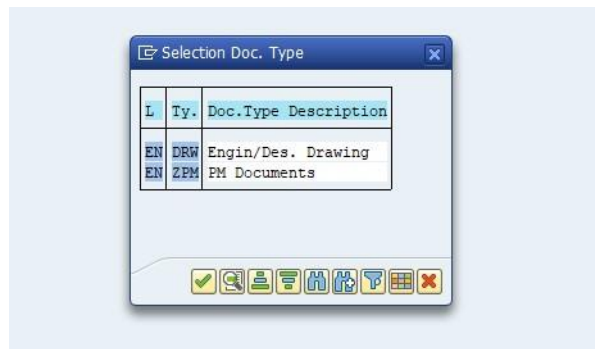 Selection Doc. Type
L Ty. Doc.Type Description
EN DRW Engin/Des. Drawing
EN ZPM PM Documents